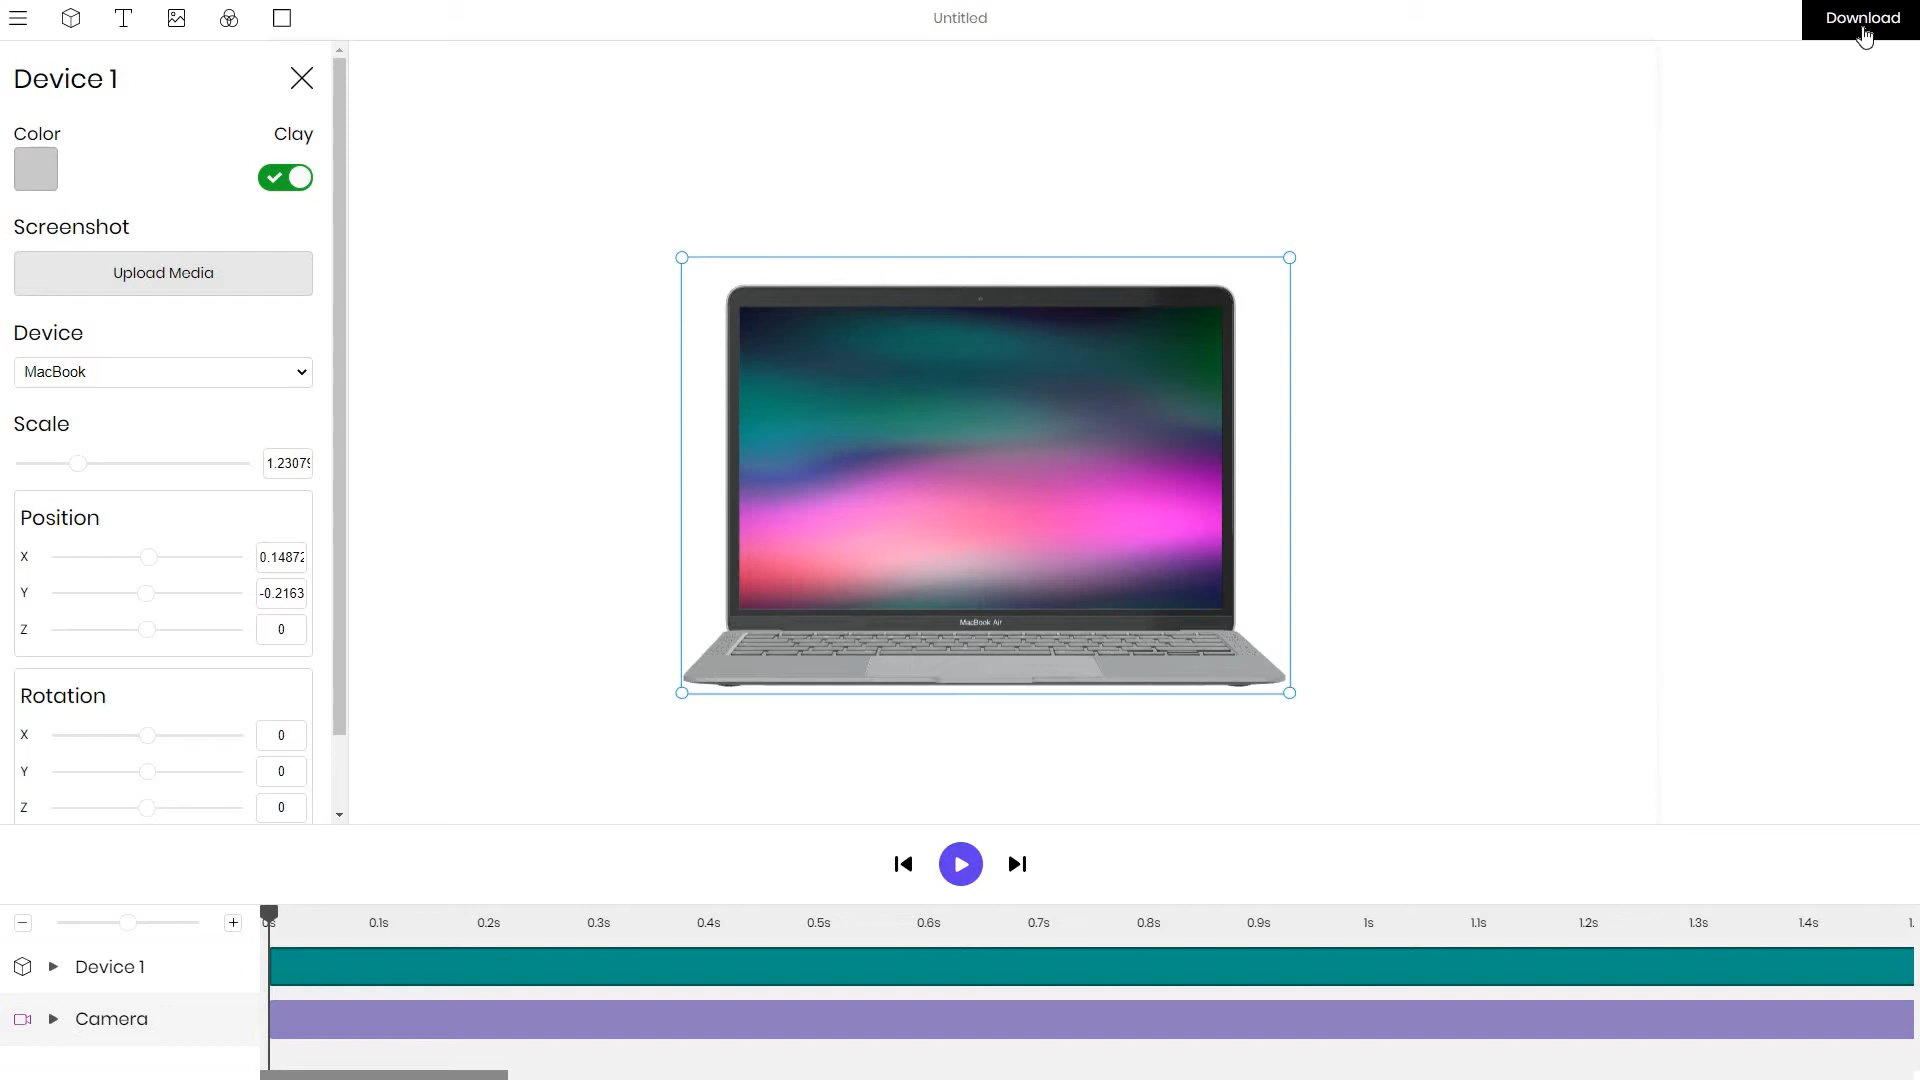 Untitled
Download
Device 1
Color
Clay
Screenshot
Upload Media
Device
MacBook
Scale
1.23079
Position
X
0.14872
Y
-0.2163
Z
0
Rotation
X
0
Y
0
Z
0
MacBook Air
0.1s
0.2s
0.3s
0.4s
0.5s
0.6s
0.7s
0.8s
0.9s
1s
1.1s
1.2s
1.3s
1.4s
1.
Device 1
Camera